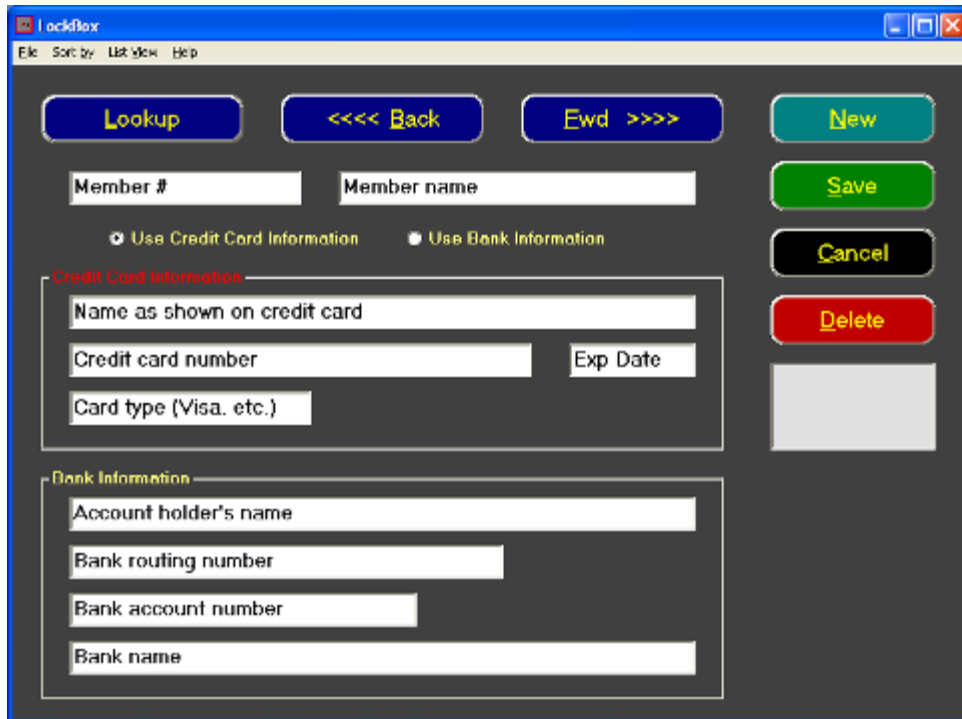 LockBox
File Sort by List View Help
Lookup <<<< Back Fwd >>>> New
Member # Member name Save
Use Credit Card Information Use Bank Information
Cancel
Credit Card Information
Name as shown on credit card
Delete
Credit card number Exp Date
Card type (Visa. etc.)
Bank Information
Account holder's name
Bank routing number
Bank account number
Bank name